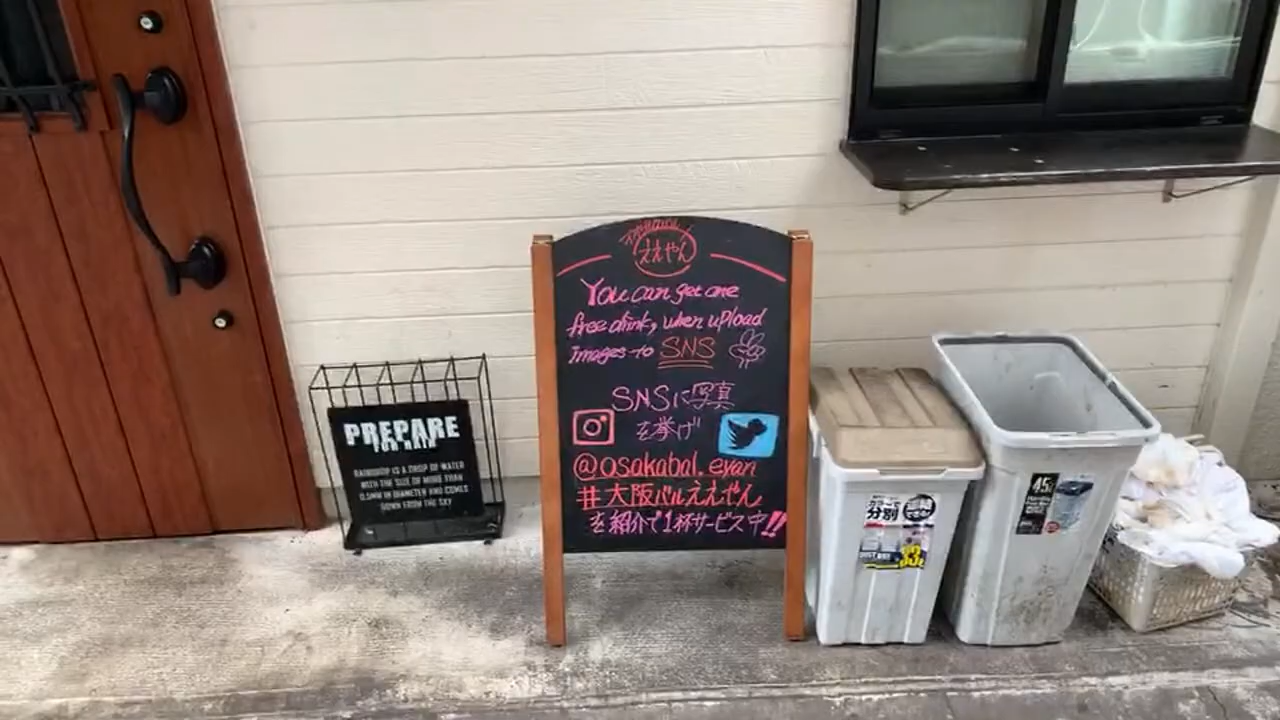 ええやん
You can get one
free drink, when upload
images to SNS
SNSに写真
を挙げ
@osakabal.eyan
#大阪バルええやん
を紹介で1杯サービス中!!
PREPARE
FOR RAIN
RAINDROP IS A DROP OF WATER
WITH THE SIZE OF MORE THAN
0.5MM IN DIAMETER AND COMES
DOWN FROM THE SKY
分別
33
45